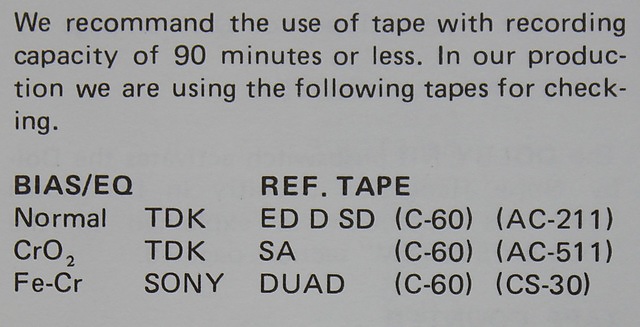 We recommand the use of tape with recording
capacity of 90 minutes or less. In our produc-
tion we are using the following tapes for check-
ing.
BIAS/EQ REF. TAPE
Normal TDK ED D SD (C-60) (AC-211)
CrO₂ TDK SA (C-60) (AC-511)
Fe-Cr SONY DUAD (C-60) (CS-30)